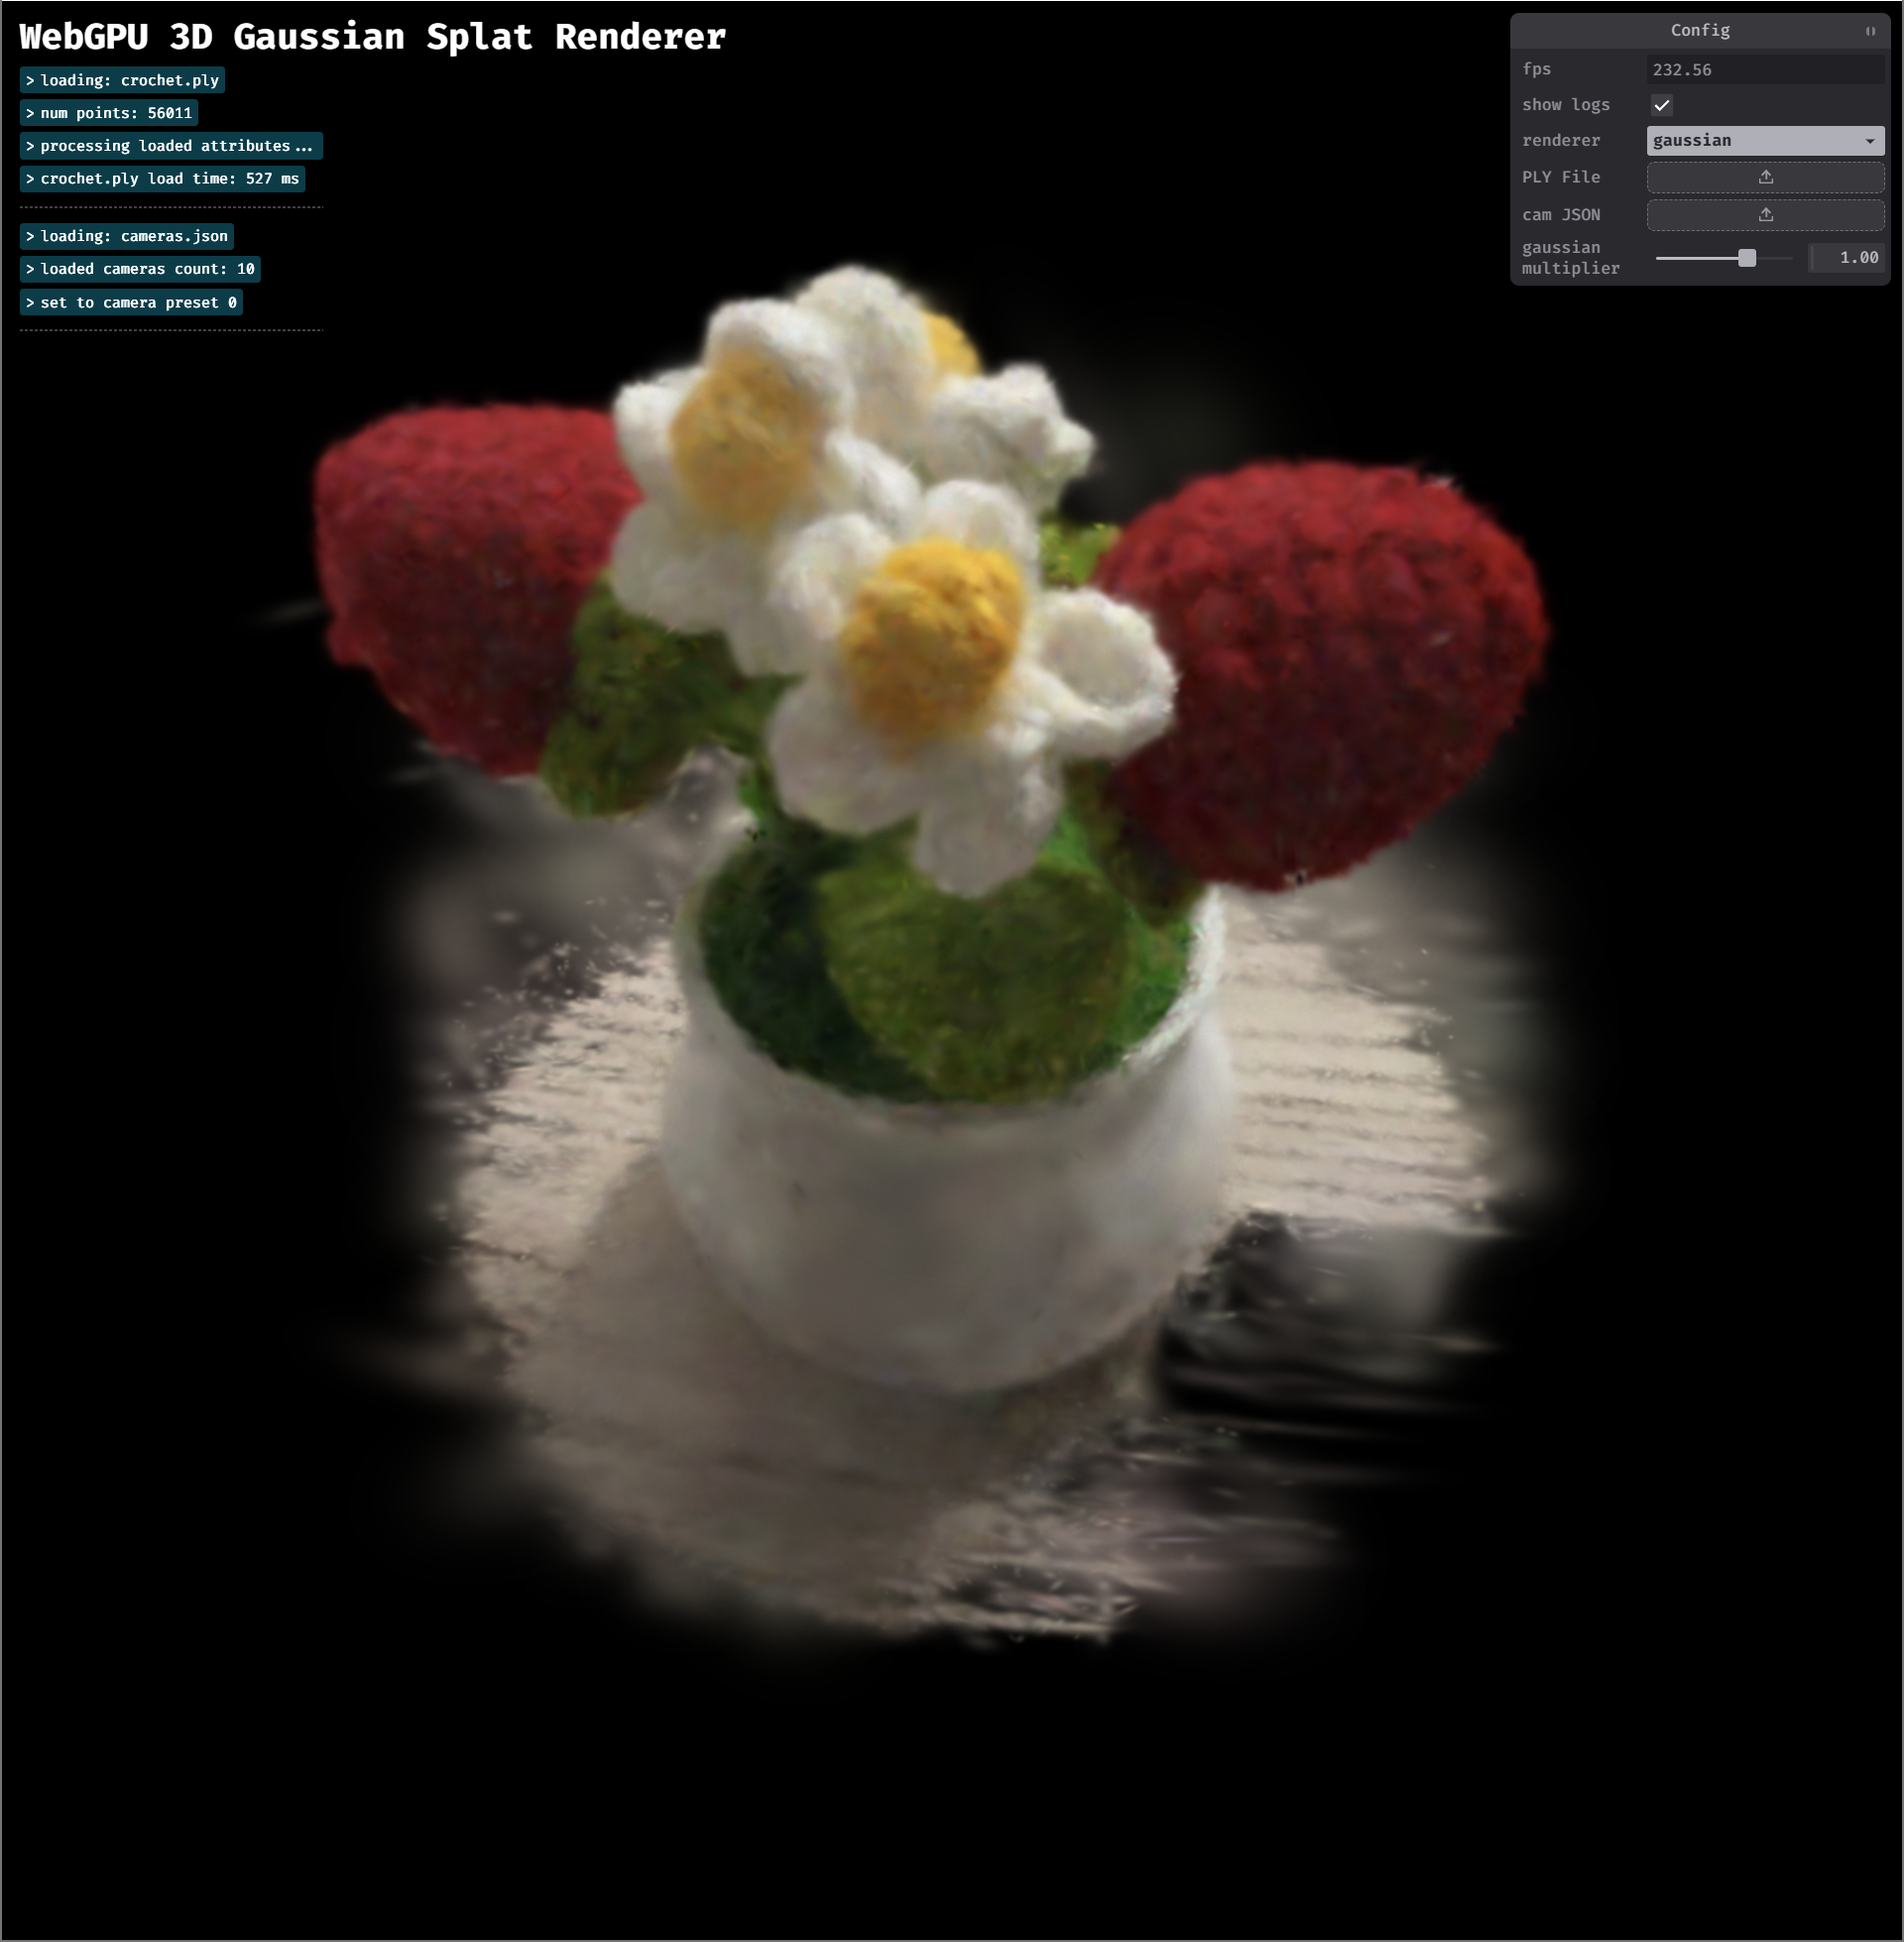 WebGPU 3D Gaussian Splat Renderer
> loading: crochet.ply
> num points: 56011
> processing loaded attributes...
> crochet.ply load time: 527 ms
> loading: cameras.json
> loaded cameras count: 10
> set to camera preset 0
Config
fps 232.56
show logs
renderer gaussian
PLY File
cam JSON
gaussian
multiplier 1.00